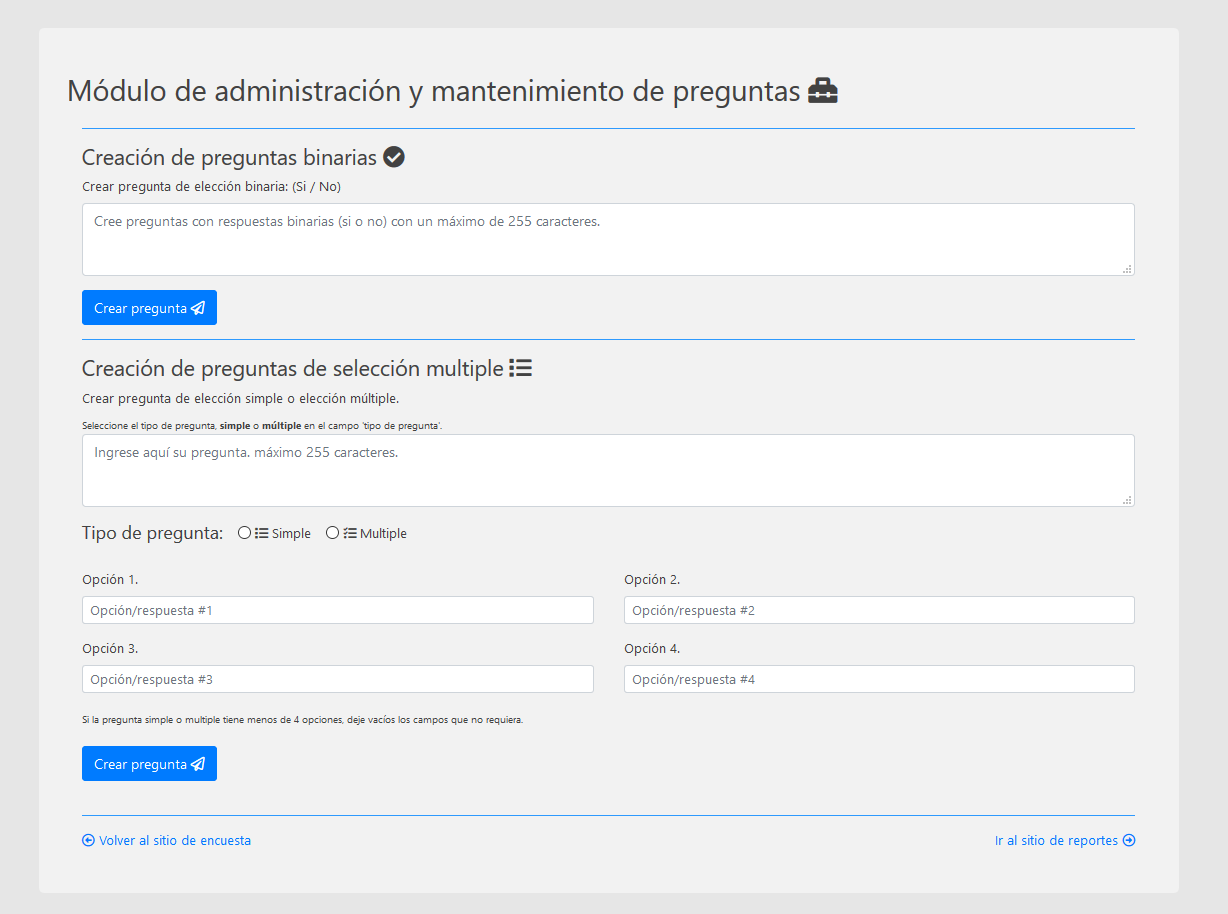 Módulo de administración y mantenimiento de preguntas
Creación de preguntas binarias
Crear pregunta de elección binaria: (Si / No)
Cree preguntas con respuestas binarias (si o no) con un máximo de 255 caracteres.
Crear pregunta
Creación de preguntas de selección multiple
Crear pregunta de elección simple o elección múltiple.
Seleccione el tipo de pregunta, simple o múltiple en el campo 'tipo de pregunta'.
Ingrese aquí su pregunta. máximo 255 caracteres.
Tipo de pregunta: Simple Multiple
Opción 1. Opción 2.
Opción/respuesta #1 Opción/respuesta #2
Opción 3. Opción 4.
Opción/respuesta #3 Opción/respuesta #4
Si la pregunta simple o multiple tiene menos de 4 opciones, deje vacíos los campos que no requiera.
Crear pregunta
Volver al sitio de encuesta Ir al sitio de reportes